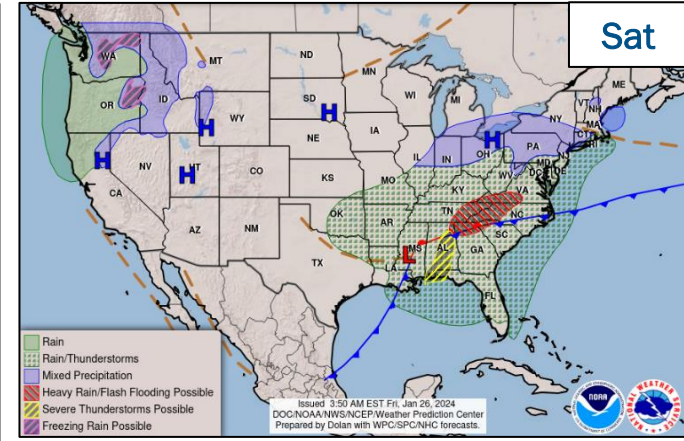 Sat
WA
MT
ND
MN
ME
OR
ID
SD
WI
MI
VT
NH
NY
MA
CT
RI
WY
H
H
H
H
H
NE
IA
IL
IN
OH
PA
NJ
NV
UT
CO
KS
MO
WV
MD
DE
DC
VA
KY
CA
AZ
NM
OK
AR
TN
NC
SC
TX
LA
L
MS
AL
GA
FL
Rain
Rain/Thunderstorms
Mixed Precipitation
Heavy Rain/Flash Flooding Possible
Severe Thunderstorms Possible
Freezing Rain Possible
Issued 3:50 AM EST Fri, Jan 26, 2024
DOC/NOAA/NWS/NCEP/Weather Prediction Center
Prepared by Dolan with WPC/SPC/NHC forecasts.
NOAA
NATIONAL WEATHER SERVICE